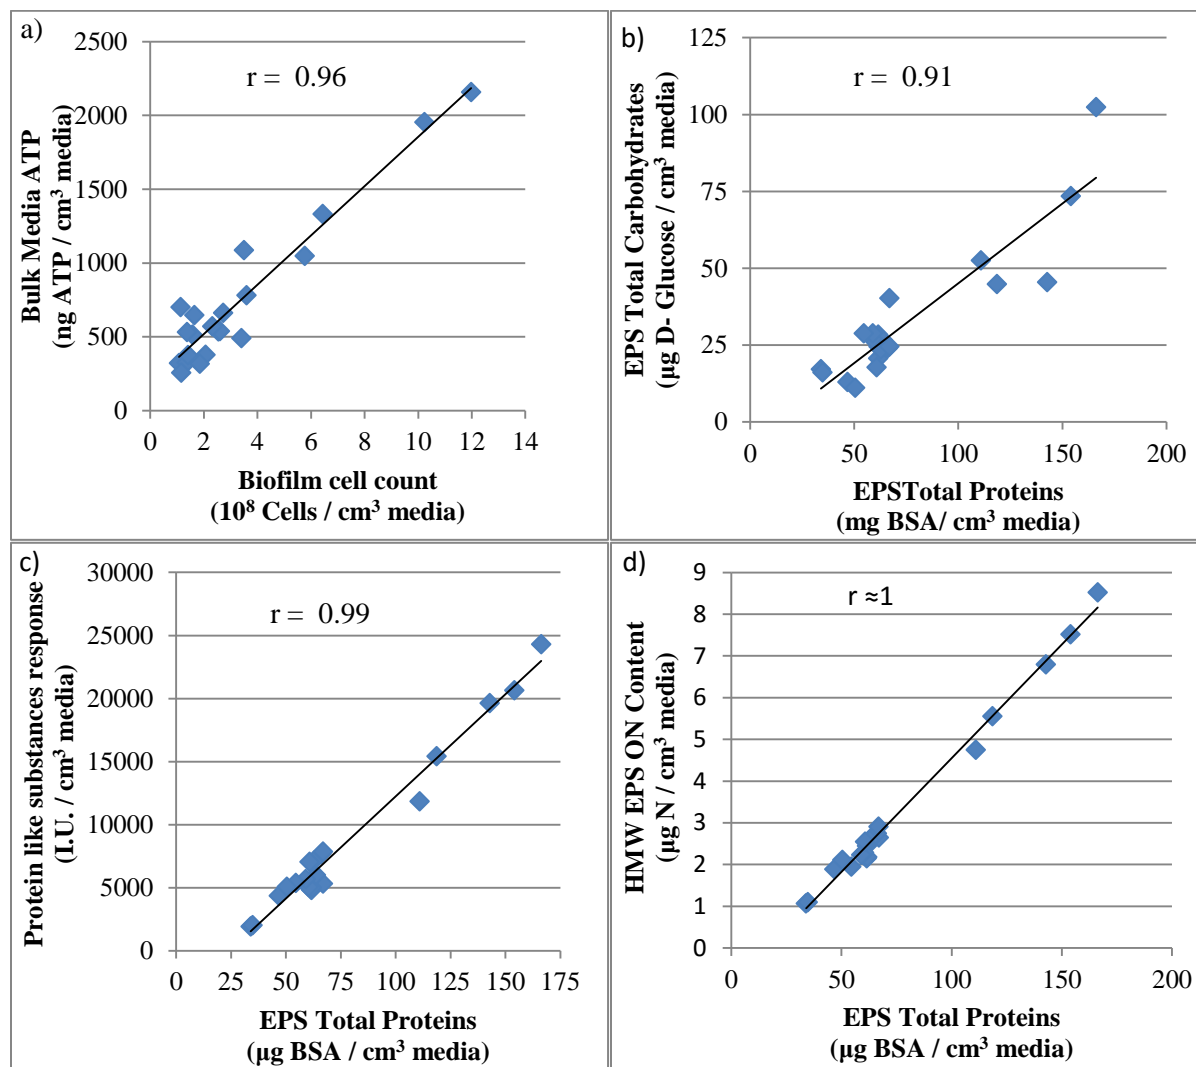 a)
r = 0.96
2500
2000
1500
1000
500
0
0 2 4 6 8 10 12 14
Bulk Media ATP
(ng ATP / cm³ media)
Biofilm cell count
(10⁸ Cells / cm³ media)
b)
r = 0.91
125
100
75
50
25
0
0 50 100 150 200
EPS Total Carbohydrates
(µg D- Glucose / cm³ media)
EPSTotal Proteins
(mg BSA/ cm³ media)
c)
r = 0.99
30000
25000
20000
15000
10000
5000
0
0 25 50 75 100 125 150 175
Protein like substances response
(I.U. / cm³ media)
EPS Total Proteins
(µg BSA / cm³ media)
d)
r ≈1
9
8
7
6
5
4
3
2
1
0
0 50 100 150 200
HMW EPS ON Content
(µg N / cm³ media)
EPS Total Proteins
(µg BSA / cm³ media)